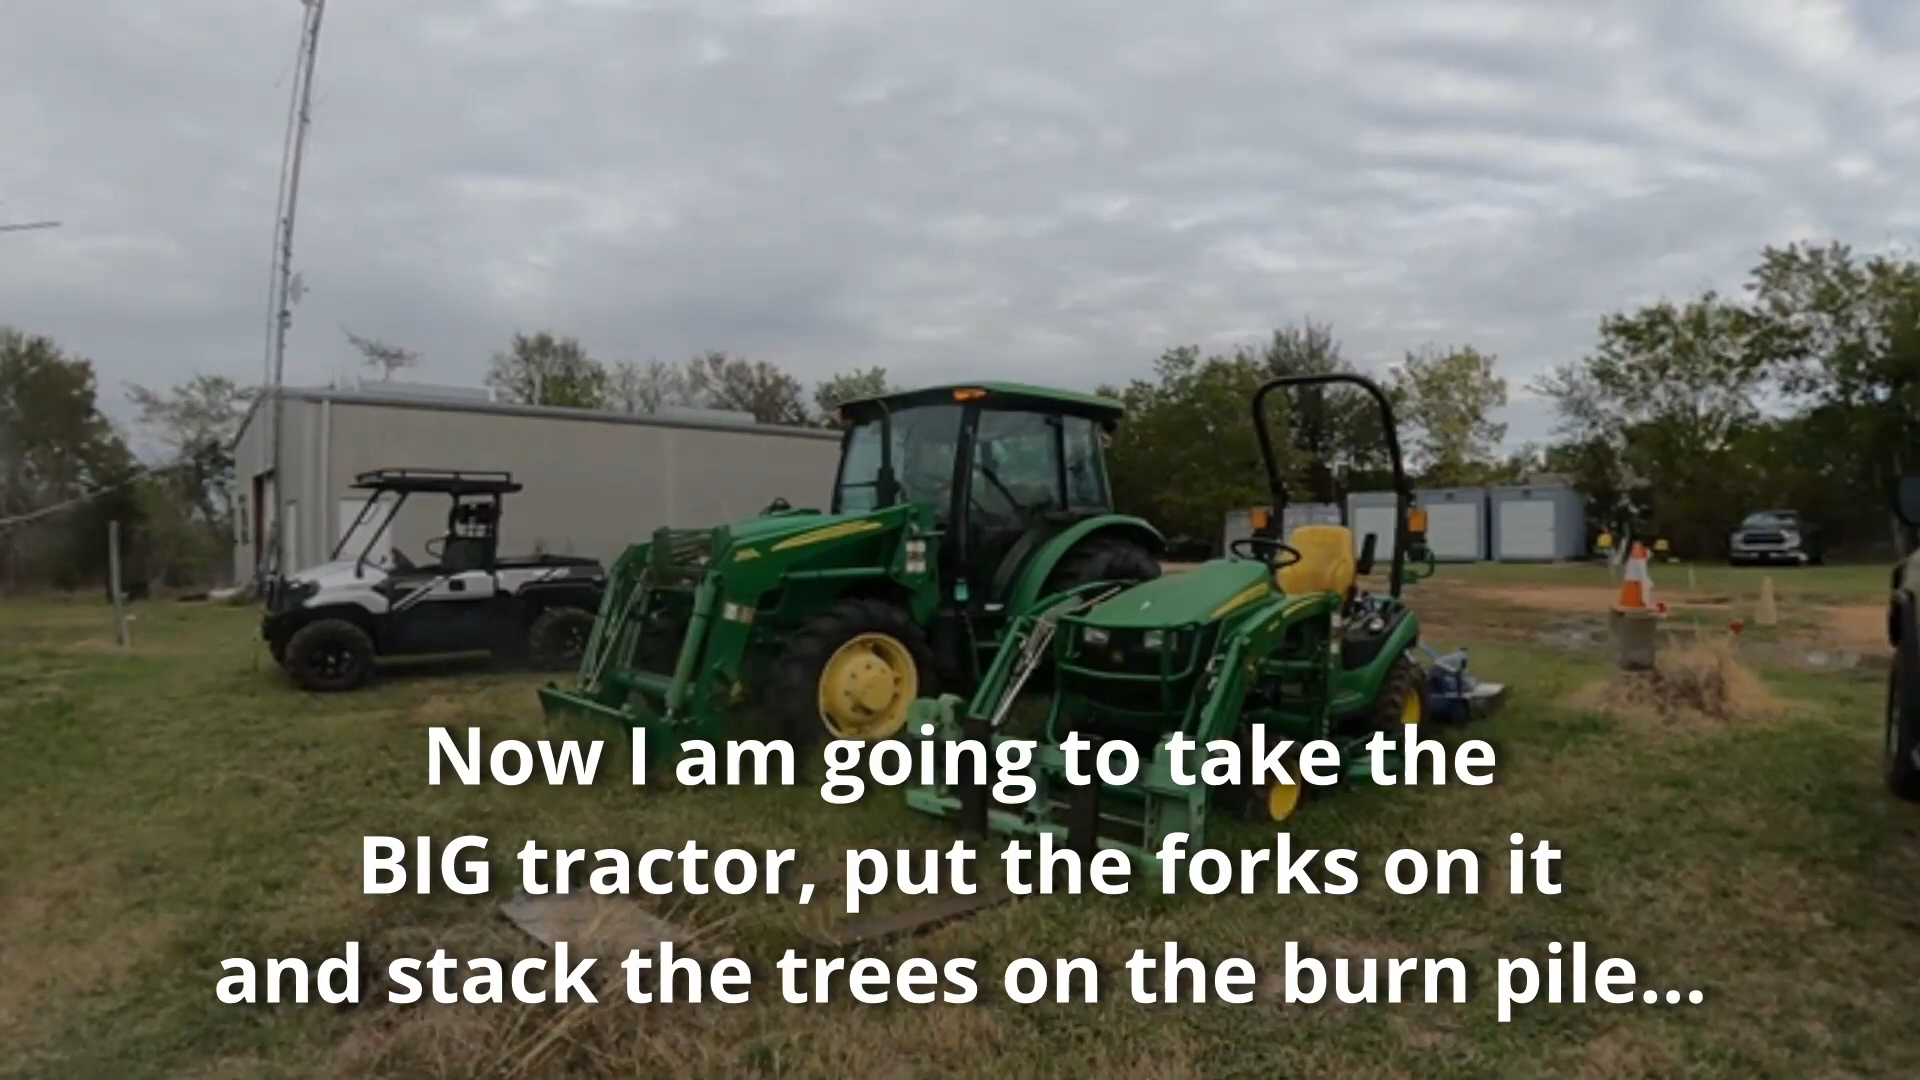 Now I am going to take the
BIG tractor, put the forks on it
and stack the trees on the burn pile...